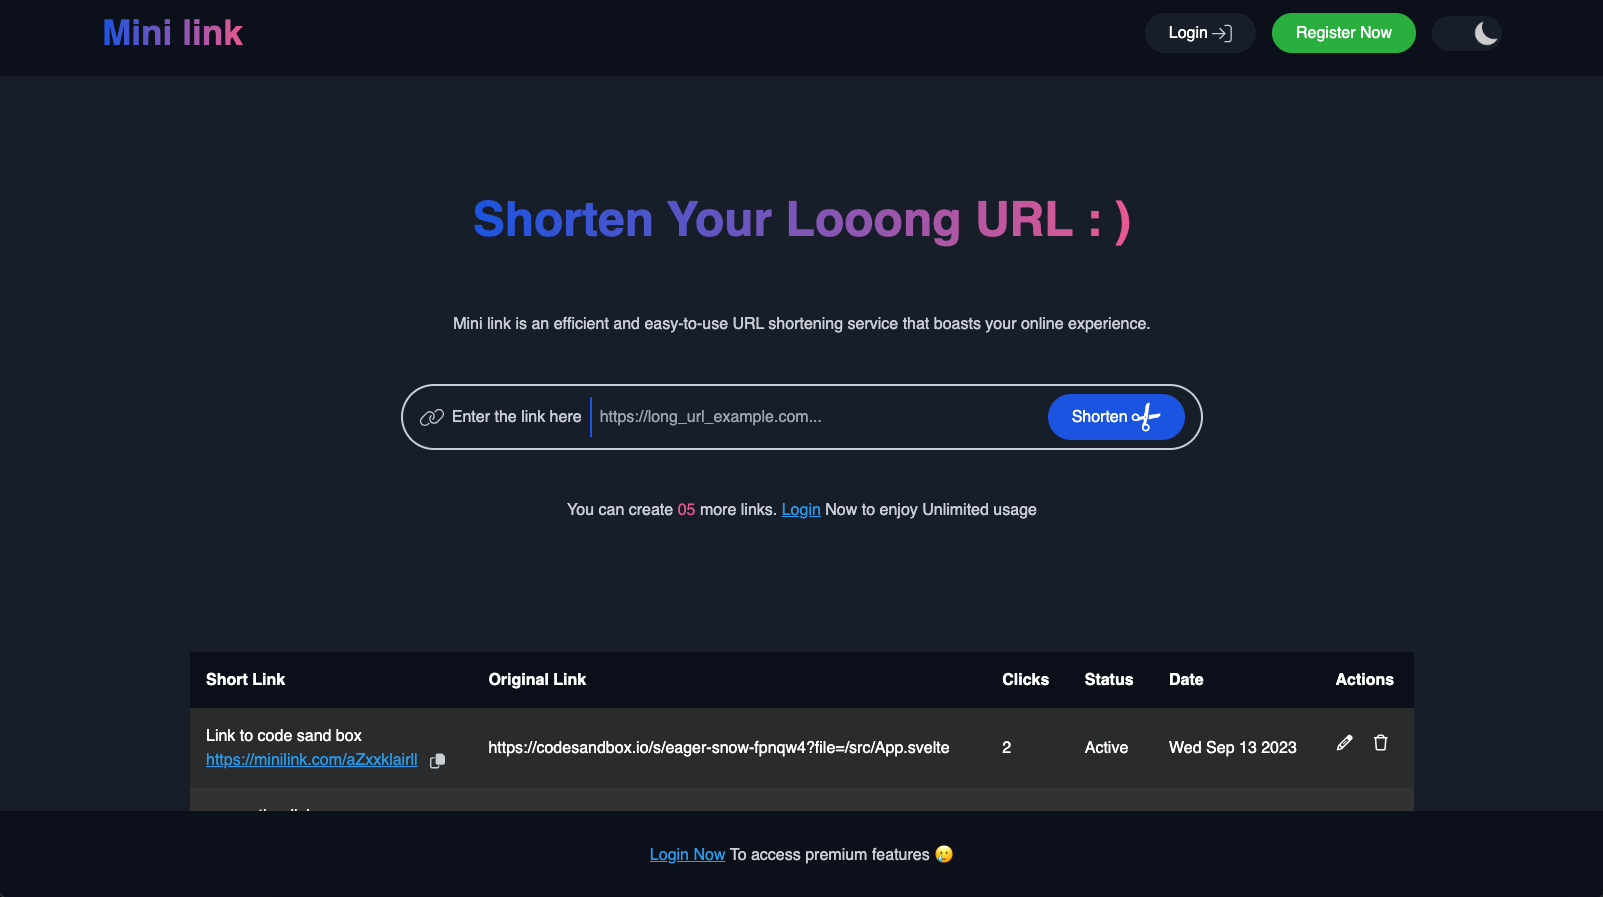 Mini link
Login
Register Now
Shorten Your Looong URL : )
Mini link is an efficient and easy-to-use URL shortening service that boasts your online experience.
Enter the link here
https://long_url_example.com...
Shorten
You can create 05 more links. Login Now to enjoy Unlimited usage
Short Link Original Link Clicks Status Date Actions
Link to code sand box
https://minilink.com/aZxxklairll
https://codesandbox.io/s/eager-snow-fpnqw4?file=/src/App.svelte 2 Active Wed Sep 13 2023
Login Now To access premium features 🥲